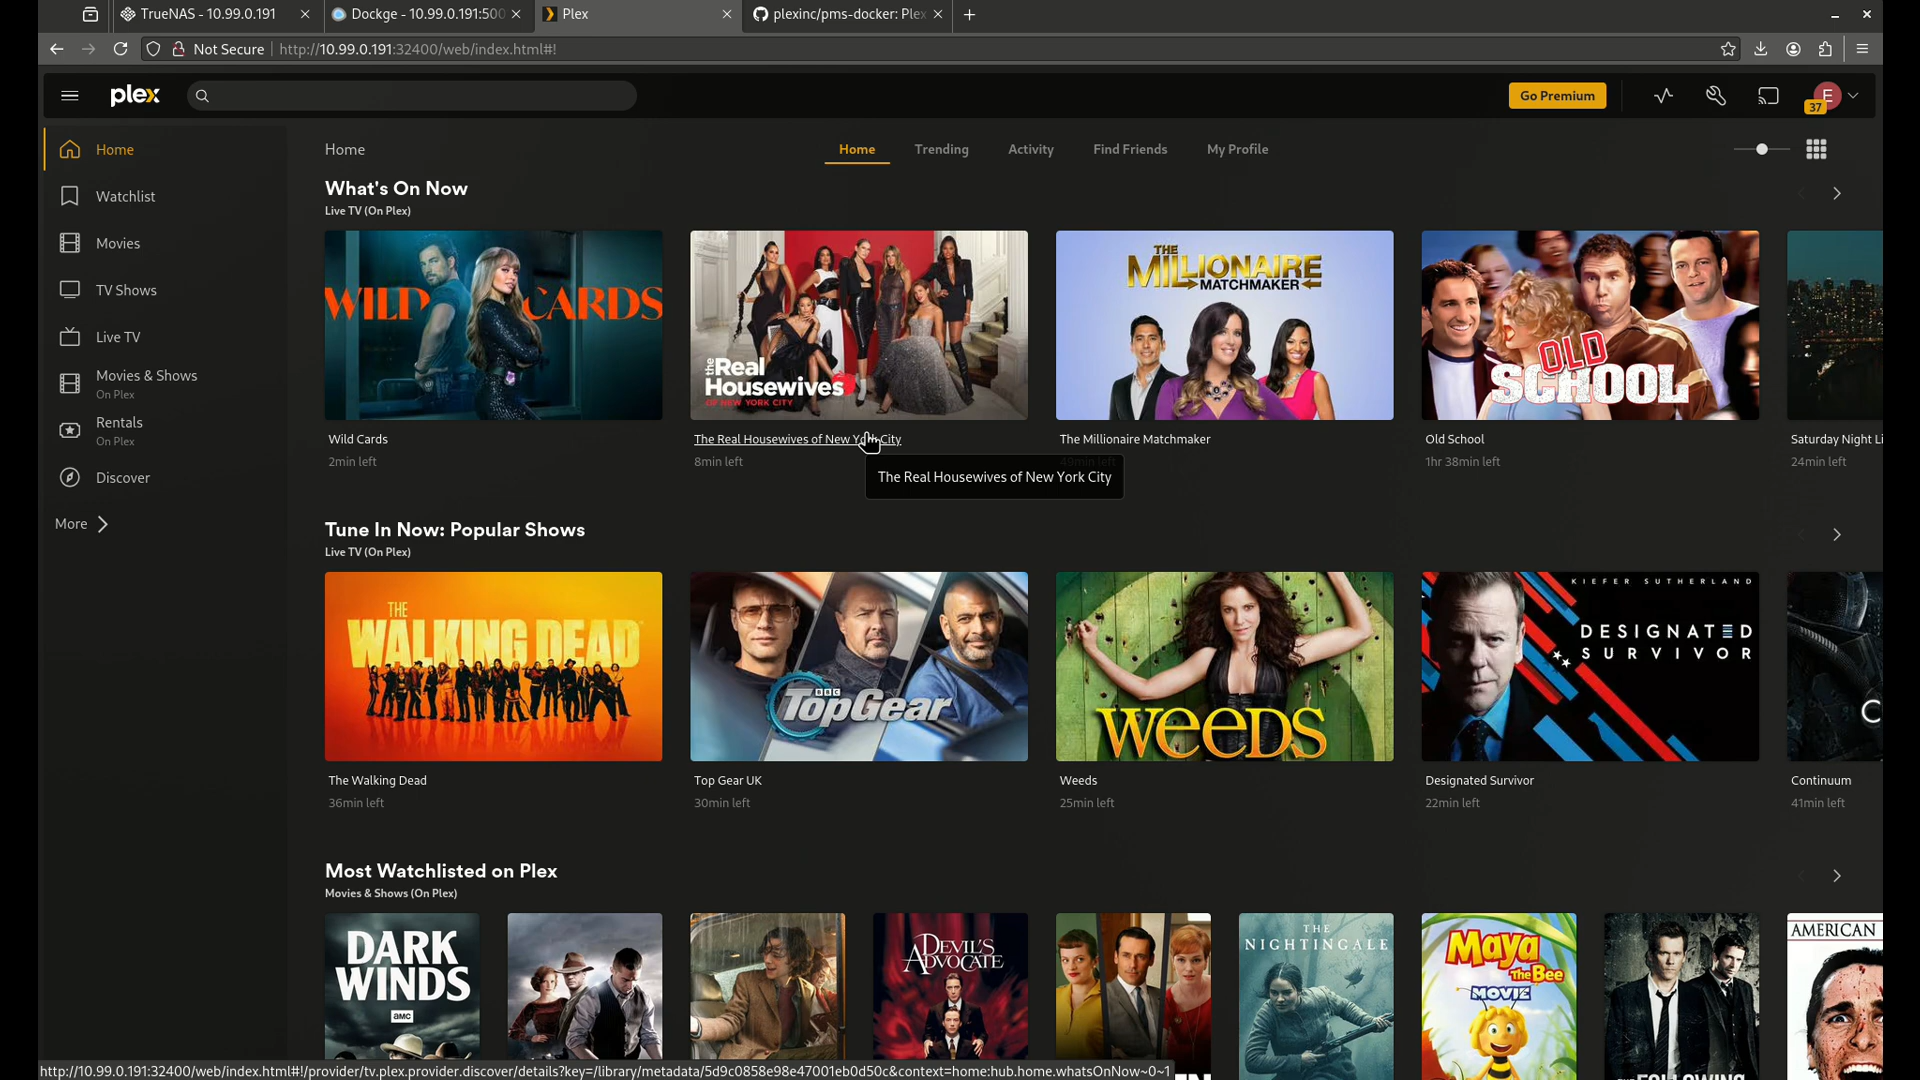 TrueNAS - 10.99.0.191
Dockge - 10.99.0.191:500
Plex
plexinc/pms-docker: Plex
Not Secure
http://10.99.0.191:32400/web/index.html#!
plex
Go Premium
E
37
Home
Watchlist
Movies
TV Shows
Live TV
Movies & Shows
On Plex
Rentals
On Plex
Discover
More
Home
Home
Trending
Activity
Find Friends
My Profile
What's On Now
Live TV (On Plex)
WILD CARDS
the Real
Housewives
OF NEW YORK CITY
THE
MILLIONAIRE
MATCHMAKER
OLD
SCHOOL
Wild Cards
2min left
The Real Housewives of New York City
8min left
The Millionaire Matchmaker
49min left
Old School
1hr 38min left
Saturday Night Li
24min left
The Real Housewives of New York City
Tune In Now: Popular Shows
Live TV (On Plex)
THE
WALKING DEAD
BBC
TopGear
WEEDS
KIEFER SUTHERLAND
DESIGNATED
SURVIVOR
C
The Walking Dead
36min left
Top Gear UK
30min left
Weeds
25min left
Designated Survivor
22min left
Continuum
41min left
Most Watchlisted on Plex
Movies & Shows (On Plex)
DARK
WINDS
amc
DEVIL'S
ADVOCATE
THE
NIGHTINGALE
Maya
The Bee
MOVIE
AMERICAN
THE FOLLOWING
http://10.99.0.191:32400/web/index.html#!/provider/tv.plex.provider.discover/details?key=/library/metadata/5d9c0858e98e47001eb0d50c&context=home:hub.home.whatsOnNow~0~1